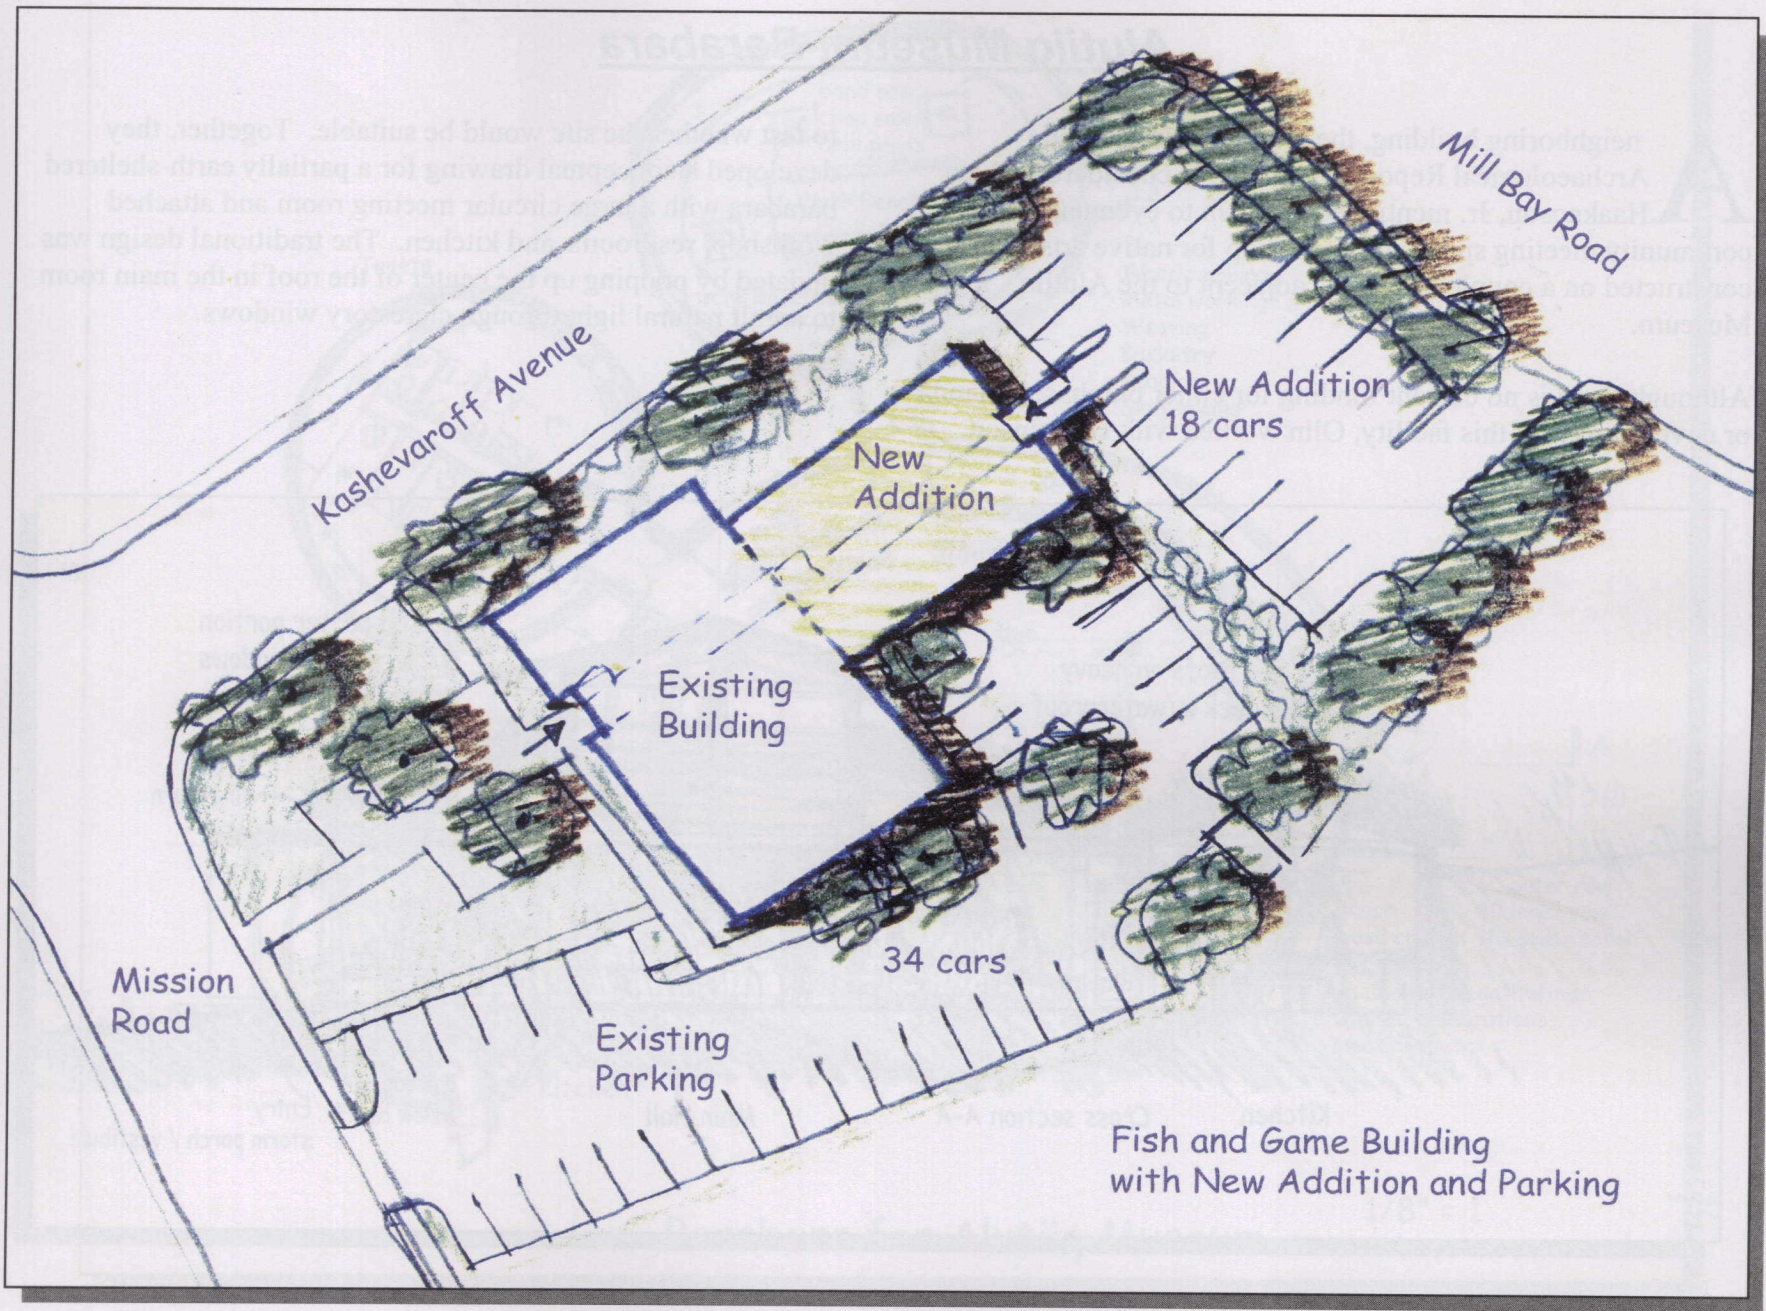 Mill Bay Road
Kashevaroff Avenue
New Addition
18 cars
New
Addition
Existing
Building
34 cars
Mission
Road
Existing
Parking
Fish and Game Building
with New Addition and Parking